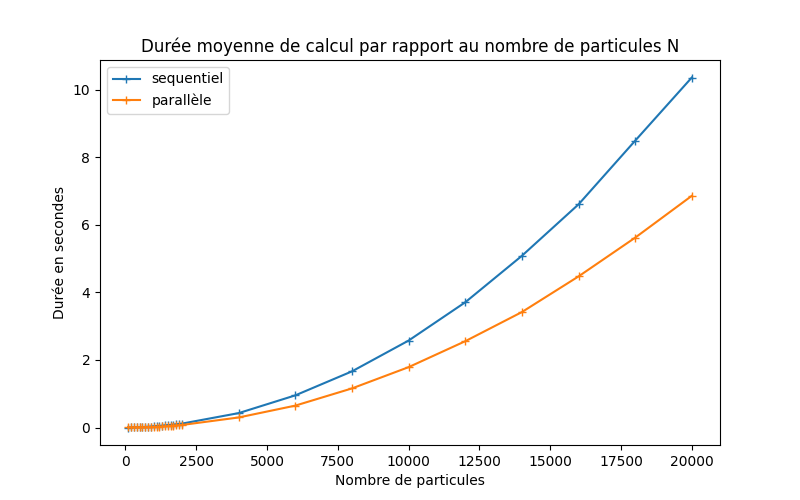 Durée moyenne de calcul par rapport au nombre de particules N
sequentiel
parallèle
10
8
6
4
2
0
Durée en secondes
0 2500 5000 7500 10000 12500 15000 17500 20000
Nombre de particules